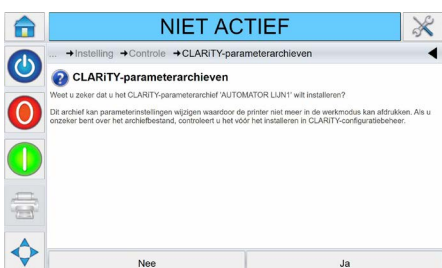 NIET ACTIEF
... ➔Instelling ➔Controle ➔CLARiTY-parameterarchieven
CLARiTY-parameterarchieven
Weet u zeker dat u het CLARiTY-parameterarchief 'AUTOMATOR LIJN1' wilt installeren?
Dit archief kan parameterinstellingen wijzigen waardoor de printer niet meer in de werkmodus kan afdrukken. Als u
onzeker bent over het archiefbestand, controleert u het vóór het installeren in CLARiTY-configuratiebeheer.
Nee
Ja